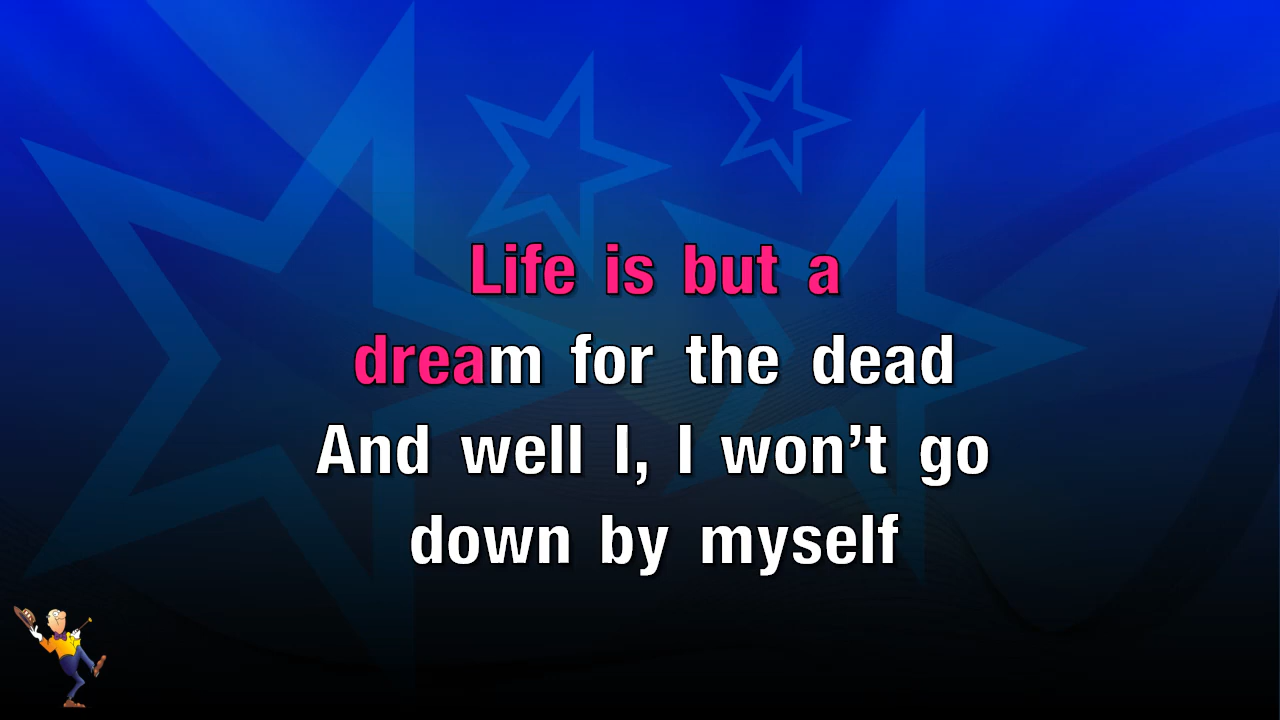 Life is but a
dream for the dead
And well I, I won’t go
down by myself